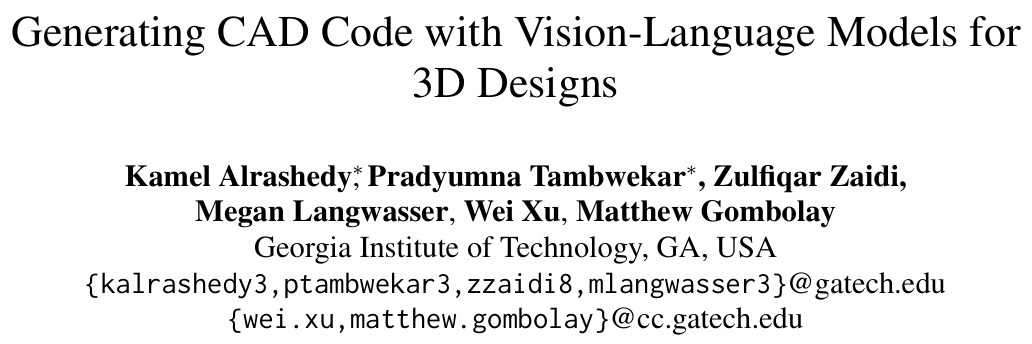 Generating CAD Code with Vision-Language Models for
3D Designs
Kamel Alrashedy*, Pradyumna Tambwekar*, Zulfiqar Zaidi,
Megan Langwasser, Wei Xu, Matthew Gombolay
Georgia Institute of Technology, GA, USA
{kalrashedy3,ptambwekar3,zzaidi8,mlangwasser3}@gatech.edu
{wei.xu,matthew.gombolay}@cc.gatech.edu